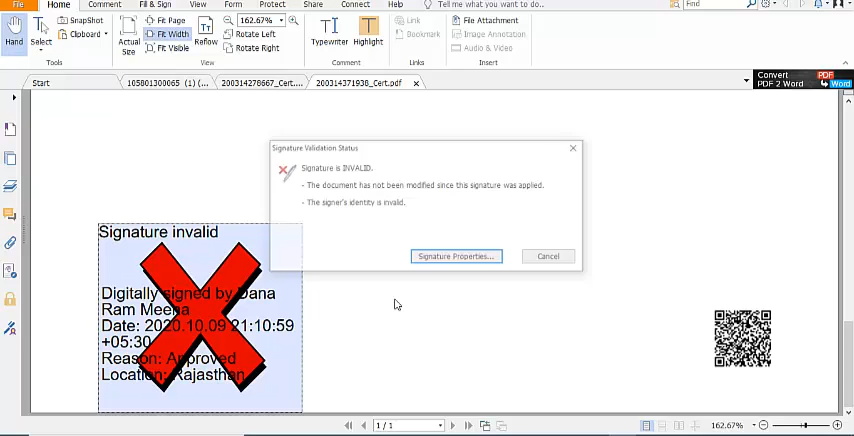 File Home Comment Fill & Sign View Form Protect Share Connect Help Tell me what you want to do.. Find
Hand
Select
SnapShot
Clipboard
Actual
Size
Fit Page
Fit Width
Fit Visible
Reflow
162.67%
Rotate Left
Rotate Right
Typewriter
Highlight
Link
Bookmark
File Attachment
Image Annotation
Audio & Video
Tools View Comment Links Insert
Start 105801300065 (1) (... 200314278667_Cert.... 200314371938_Cert.pdf
Convert PDF
PDF 2 Word Word
Signature Validation Status
Signature is INVALID.
- The document has not been modified since this signature was applied.
- The signer's identity is invalid.
Signature Properties... Cancel
Signature invalid
Digitally signed by Dana
Ram Meena
Date: 2020.10.09 21:10:59
+05:30
Reason: Approved
Location: Rajasthan
1 / 1 162.67%